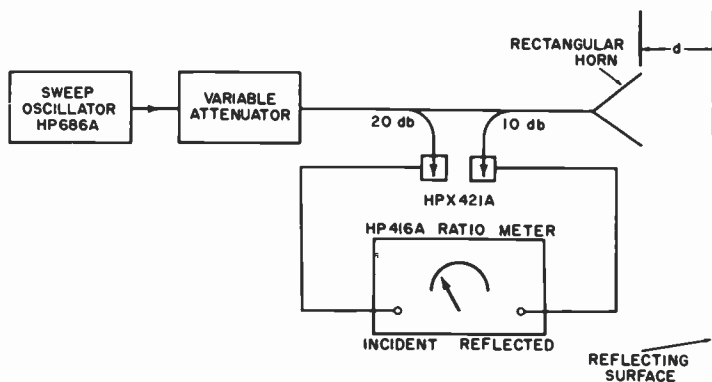 RECTANGULAR
HORN
d
SWEEP
OSCILLATOR
HP686A
VARIABLE
ATTENUATOR
20 db
10 db
HPX421A
HP416A RATIO METER
INCIDENT REFLECTED
REFLECTING
SURFACE